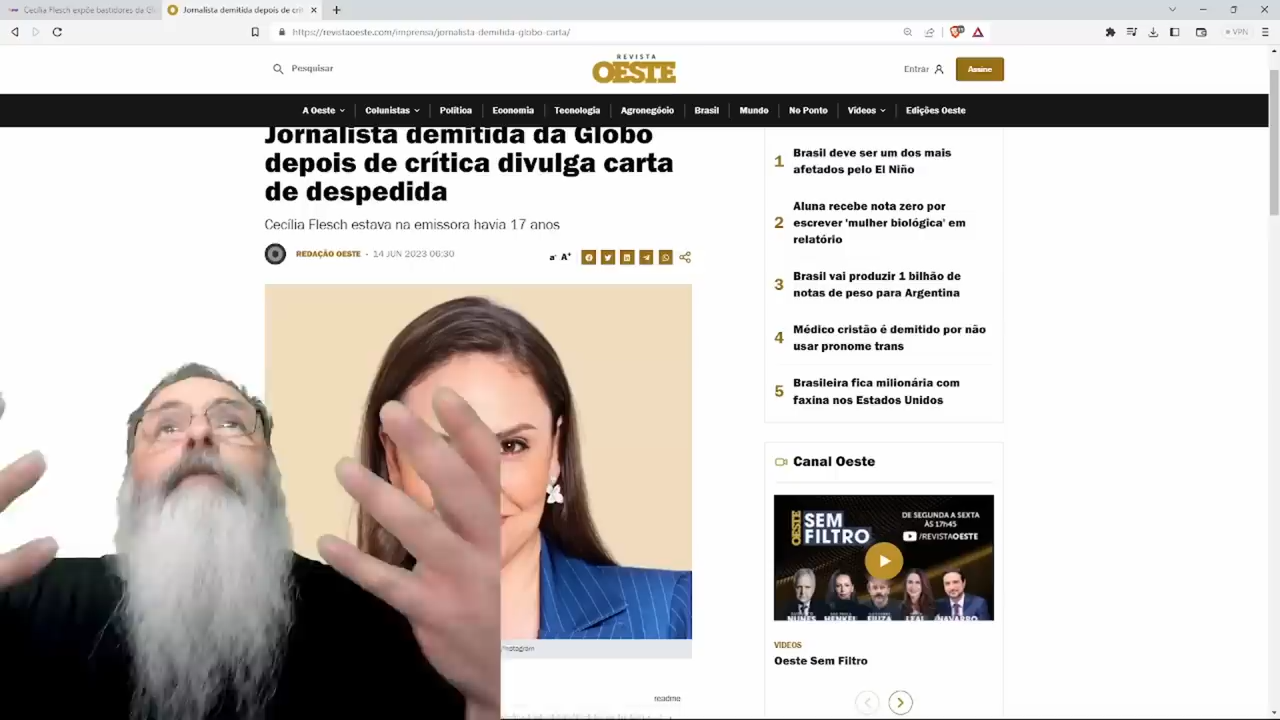 Cecília Flesch expõe bastidores da Gl
Jornalista demitida depois de crít
https://revistaoeste.com/imprensa/jornalista-demitida-globo-carta/
VPN
Pesquisar
REVISTA
OESTE
Entrar
Assine
A Oeste
Colunistas
Política
Economia
Tecnologia
Agronegócio
Brasil
Mundo
No Ponto
Vídeos
Edições Oeste
Jornalista demitida da Globo
depois de crítica divulga carta
de despedida
Cecília Flesch estava na emissora havia 17 anos
REDAÇÃO OESTE - 14 JUN 2023 06:30
a- A+
/Instagram
readme
1 Brasil deve ser um dos mais
afetados pelo El Niño
2 Aluna recebe nota zero por
escrever 'mulher biológica' em
relatório
3 Brasil vai produzir 1 bilhão de
notas de peso para Argentina
4 Médico cristão é demitido por não
usar pronome trans
5 Brasileira fica milionária com
faxina nos Estados Unidos
Canal Oeste
OESTE
SEM
FILTRO
DE SEGUNDA A SEXTA
ÀS 17h45
/REVISTAOESTE
NUNES
HENKEL
FIUZA
LEAL
NAVARRO
VIDEOS
Oeste Sem Filtro